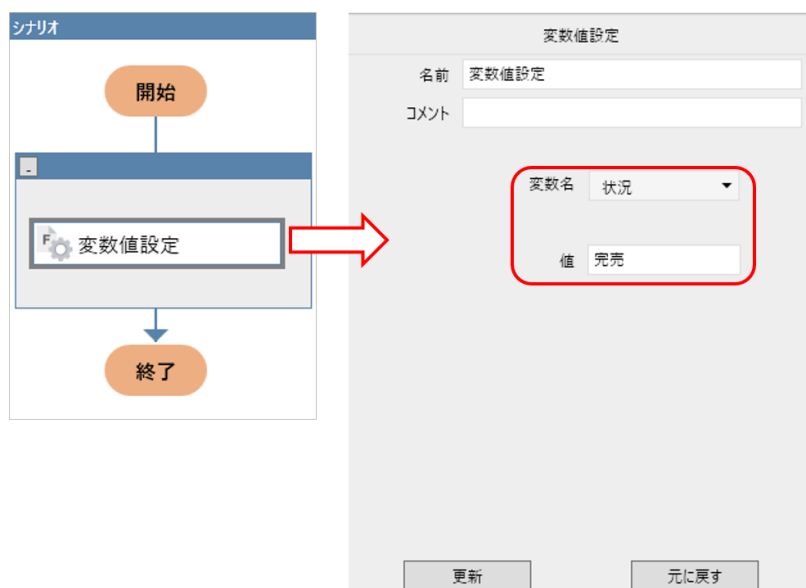 シナリオ
開始
-
F
変数値設定
終了
変数値設定
名前 変数値設定
コメント
変数名 状況
値 完売
更新 元に戻す